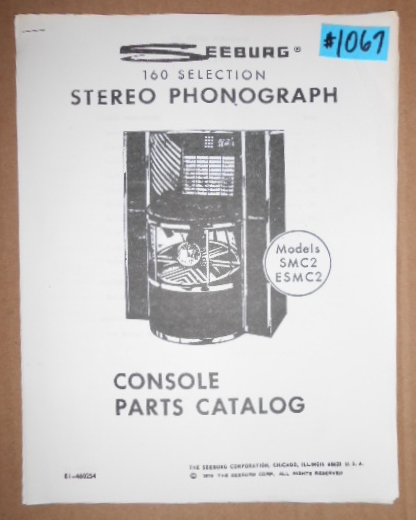 SEEBURG®
#1067
160 SELECTION
STEREO PHONOGRAPH
Models
SMC2
ESMC2
CONSOLE
PARTS CATALOG
THE SEEBURG CORPORATION, CHICAGO, ILLINOIS 60622 U.S.A.
© THE SEEBURG CORP. ALL RIGHTS RESERVED